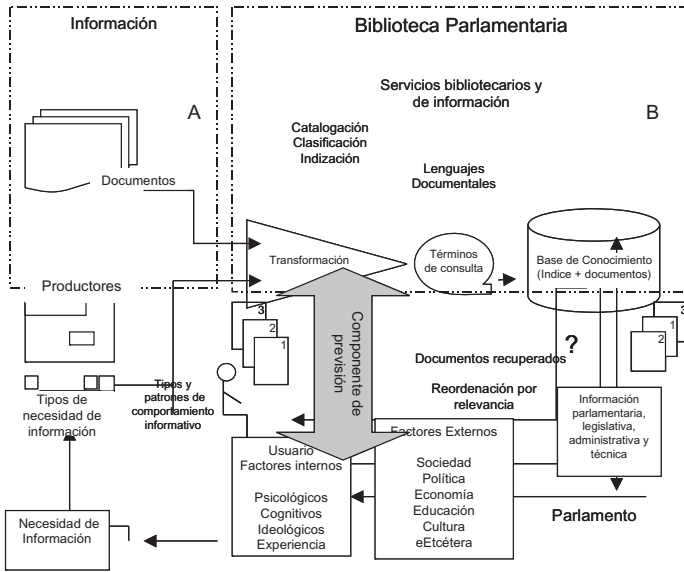 Información
Biblioteca Parlamentaria
A
B
Servicios bibliotecarios y
de información
Catalogación
Clasificación
Indización
Documentos
Lenguajes
Documentales
Transformación
Términos
de consulta
Base de Conocimiento
(Indice + documentos)
Productores
3
2
1
Componente de
previsión
3
2
1
?
Documentos recuperados
Reordenación por
relevancia
Tipos de
necesidad de
información
Tipos y
patrones de
comportamiento
informativo
Información
parlamentaria,
legislativa,
administrativa y
técnica
Usuario
Factores internos
Psicológicos
Cognitivos
Ideológicos
Experiencia
Factores Externos
Sociedad
Política
Economía
Educación
Cultura
eEtcétera
Parlamento
Necesidad de
Información